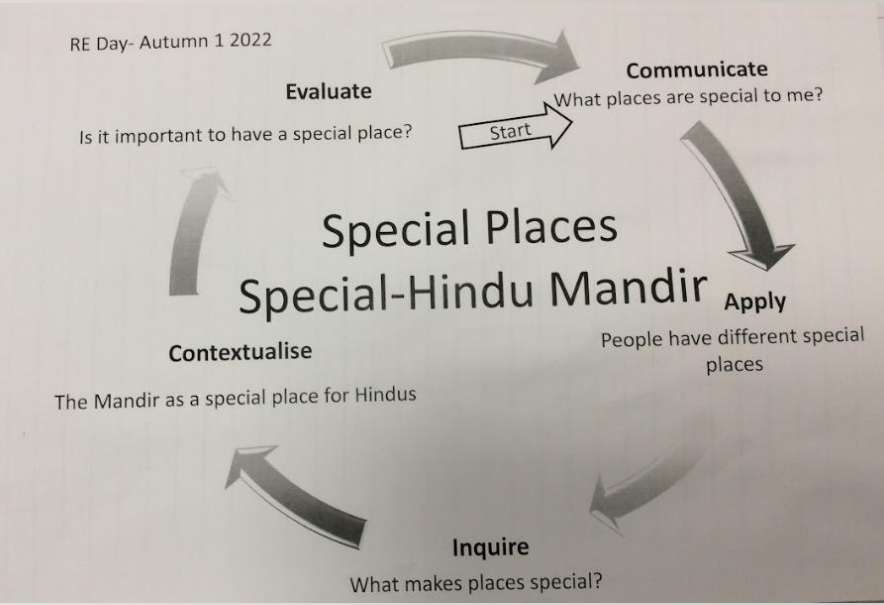 RE Day- Autumn 1 2022
Communicate
What places are special to me?
Evaluate
Is it important to have a special place?
Start
Special Places
Special-Hindu Mandir
Apply
People have different special
places
Contextualise
The Mandir as a special place for Hindus
Inquire
What makes places special?